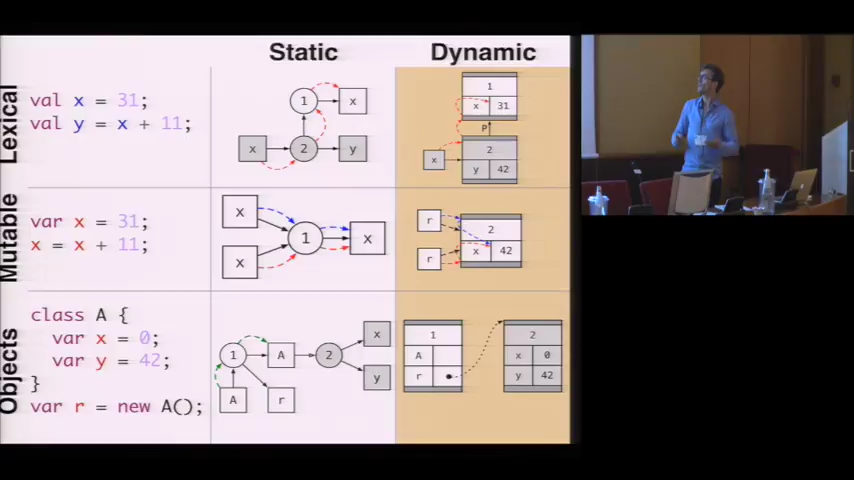 Static Dynamic
Lexical
val x = 31;
val y = x + 11;
1 x
x 2 y
1
x 31
P
x 2
y 42
Mutable
var x = 31;
x = x + 11;
x
1 x
x
r 2
r x 42
Objects
class A {
var x = 0;
var y = 42;
}
var r = new A();
x
1 A 2
y
A r
1
A
r
2
x 0
y 42